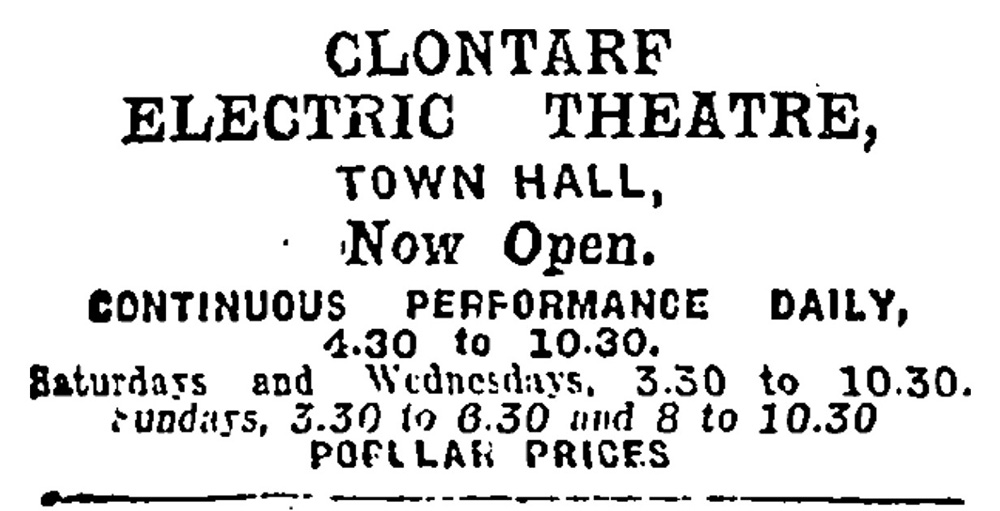 CLONTARF
ELECTRIC THEATRE,
TOWN HALL,
Now Open.
CONTINUOUS PERFORMANCE DAILY,
4.30 to 10.30.
Saturdays and Wednesdays, 3.30 to 10.30.
Sundays, 3.30 to 6.30 and 8 to 10.30
POPULAR PRICES